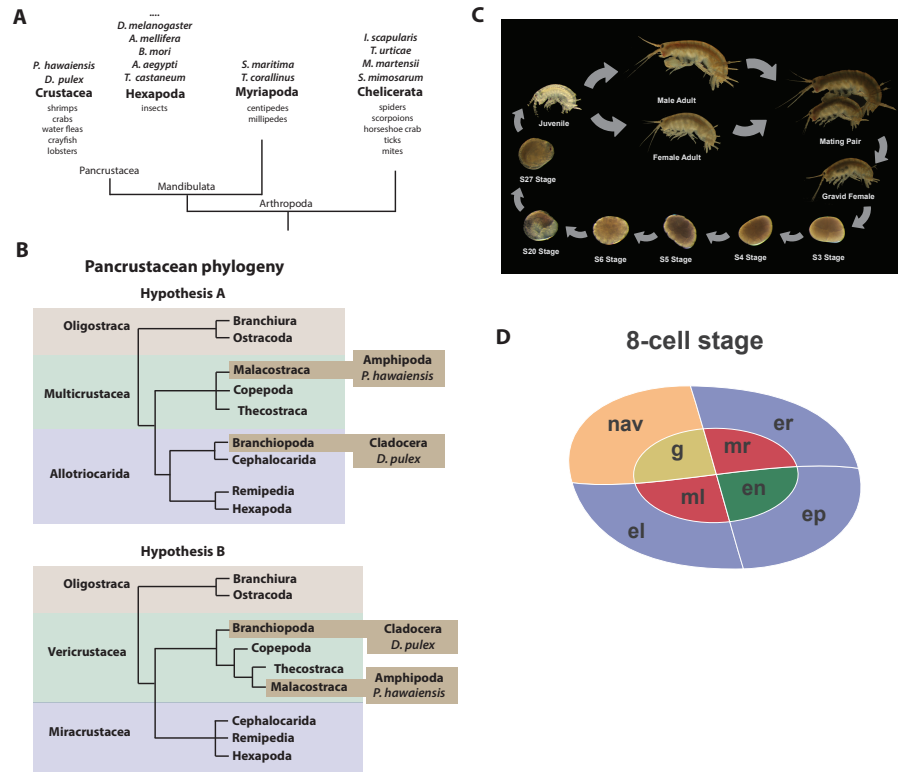 A
....
D. melanogaster
A. mellifera
B. mori
A. aegypti
T. castaneum
Hexapoda
insects
P. hawaiensis
D. pulex
Crustacea
shrimps
crabs
water fleas
crayfish
lobsters
S. maritima
T. corallinus
Myriapoda
centipedes
millipedes
I. scapularis
T. urticae
M. martensii
S. mimosarum
Chelicerata
spiders
scorpoions
horseshoe crab
ticks
mites
Pancrustacea
Mandibulata
Arthropoda
B
Pancrustacean phylogeny
Hypothesis A
Oligostraca
Branchiura
Ostracoda
Multicrustacea
Malacostraca
Amphipoda
P. hawaiensis
Copepoda
Thecostraca
Allotriocarida
Branchiopoda
Cladocera
D. pulex
Cephalocarida
Remipedia
Hexapoda
Hypothesis B
Oligostraca
Branchiura
Ostracoda
Vericrustacea
Branchiopoda
Cladocera
D. pulex
Copepoda
Thecostraca
Malacostraca
Amphipoda
P. hawaiensis
Miracrustacea
Cephalocarida
Remipedia
Hexapoda
C
Juvenile
Male Adult
Female Adult
Mating Pair
Gravid Female
S27 Stage
S20 Stage
S6 Stage
S5 Stage
S4 Stage
S3 Stage
D
8-cell stage
nav
er
g
mr
ml
en
el
ep